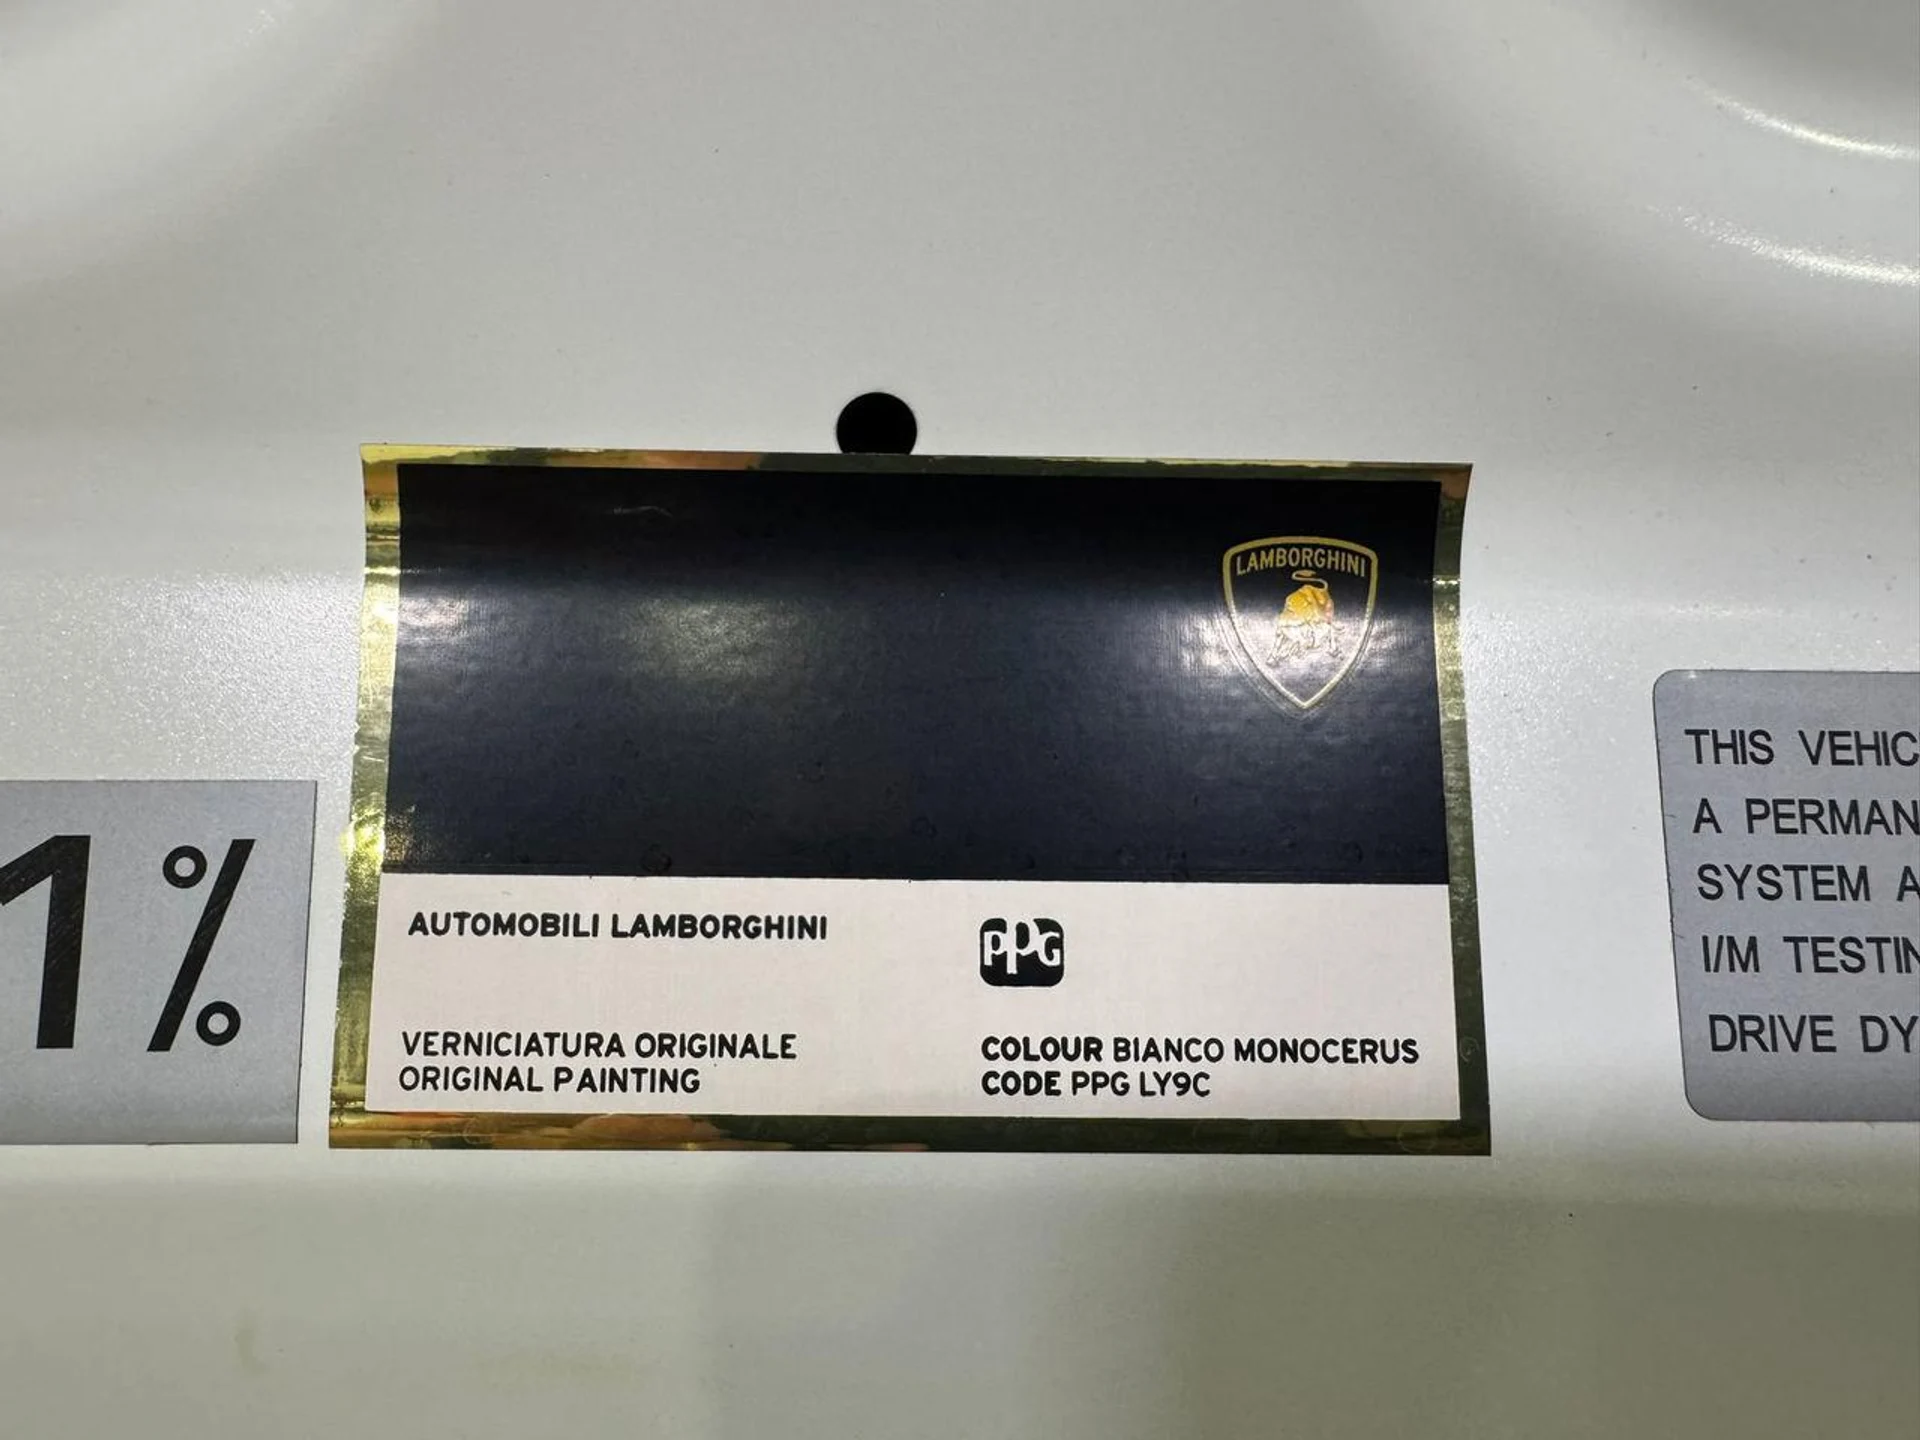 LAMBORGHINI
1%
AUTOMOBILI LAMBORGHINI
PPG
VERNICIATURA ORIGINALE
ORIGINAL PAINTING
COLOUR BIANCO MONOCERUS
CODE PPG LY9C
THIS VEHIC
A PERMAN
SYSTEM A
I/M TESTIN
DRIVE DY